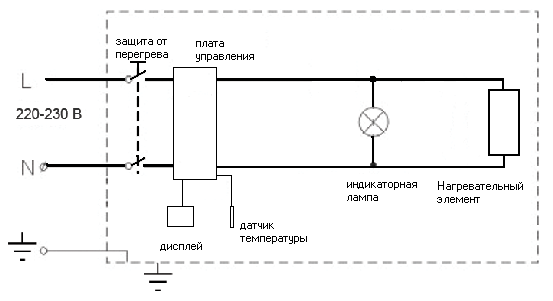 защита от
перегрева
плата
управления
L
220-230 В
N
индикаторная
лампа
Нагревательный
элемент
датчик
температуры
дисплей